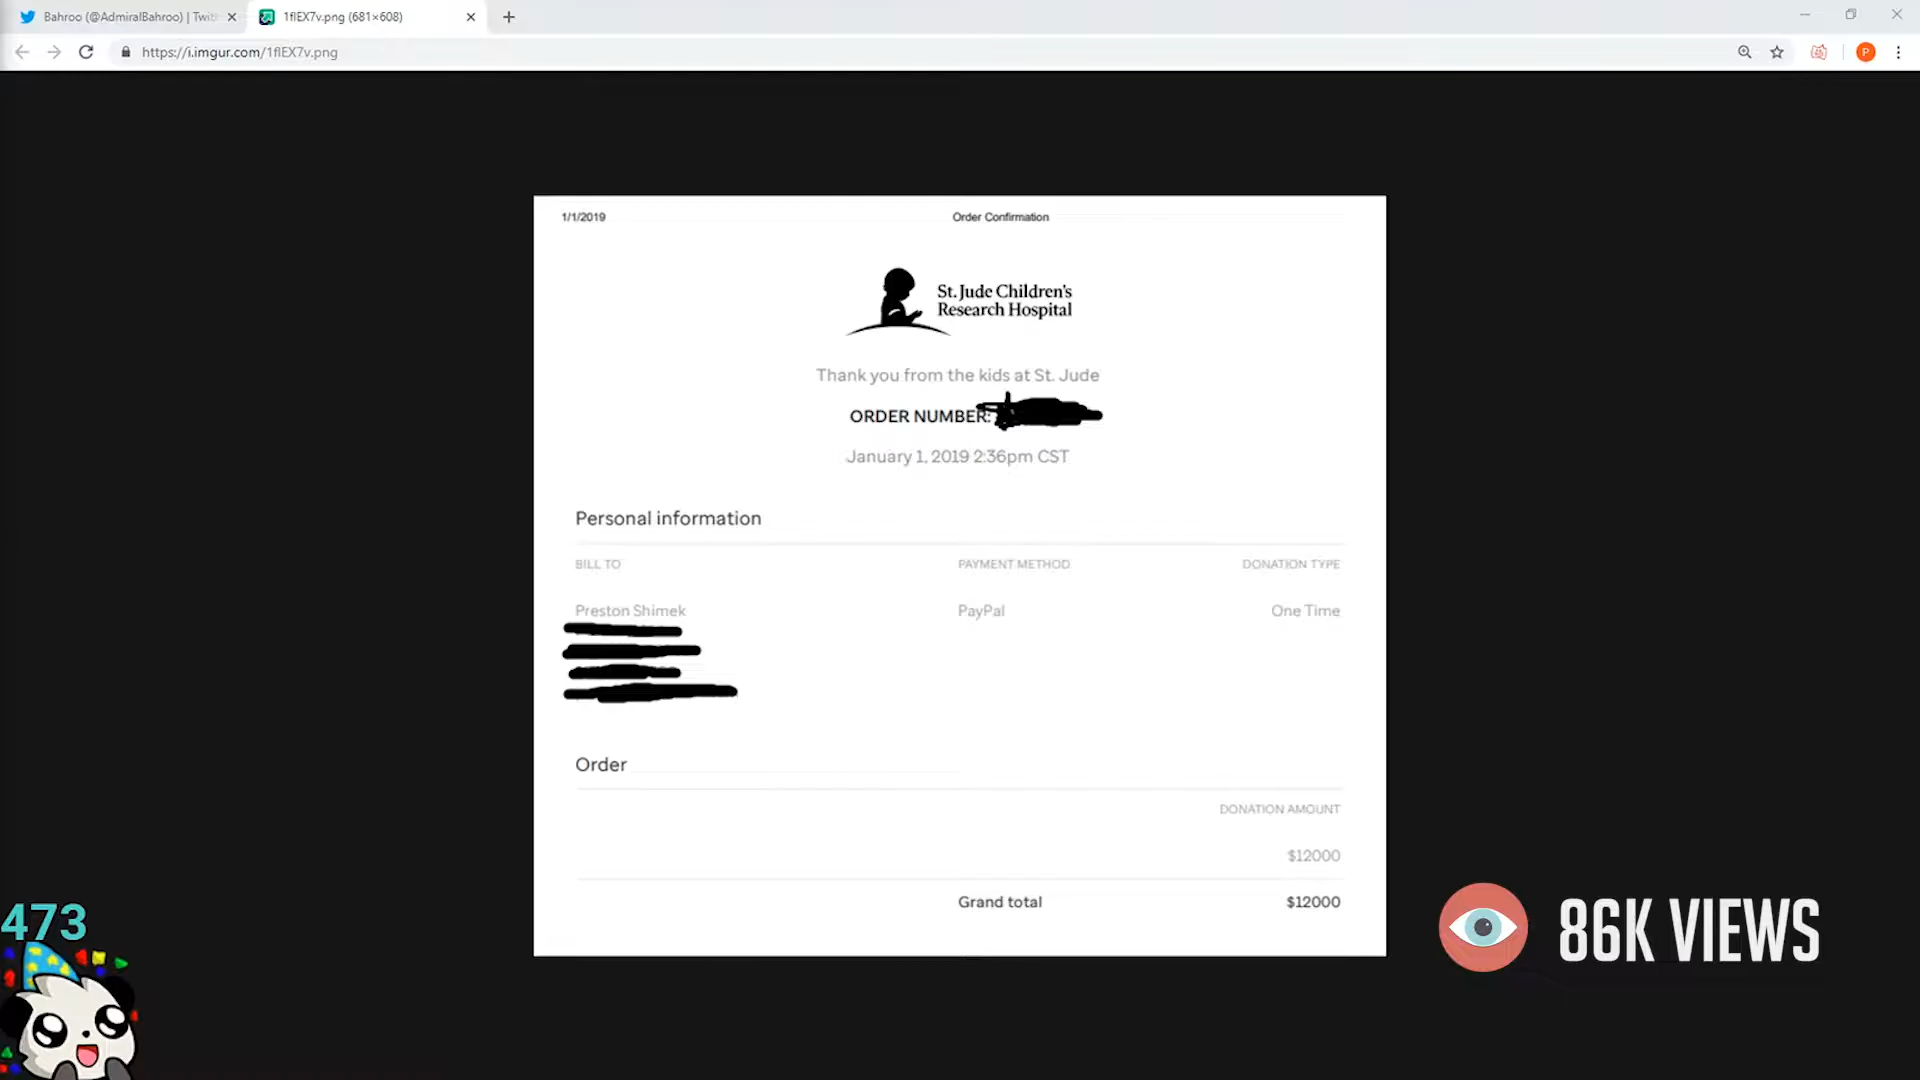 Bahroo (@AdmiralBahroo) | Twit
1flEX7v.png (681×608)
https://i.imgur.com/1flEX7v.png
P
1/1/2019
Order Confirmation
St. Jude Children's
Research Hospital
Thank you from the kids at St. Jude
ORDER NUMBER:
January 1, 2019 2:36pm CST
Personal information
BILL TO PAYMENT METHOD DONATION TYPE
Preston Shimek PayPal One Time
Order
DONATION AMOUNT
$12000
Grand total $12000
473
86K VIEWS